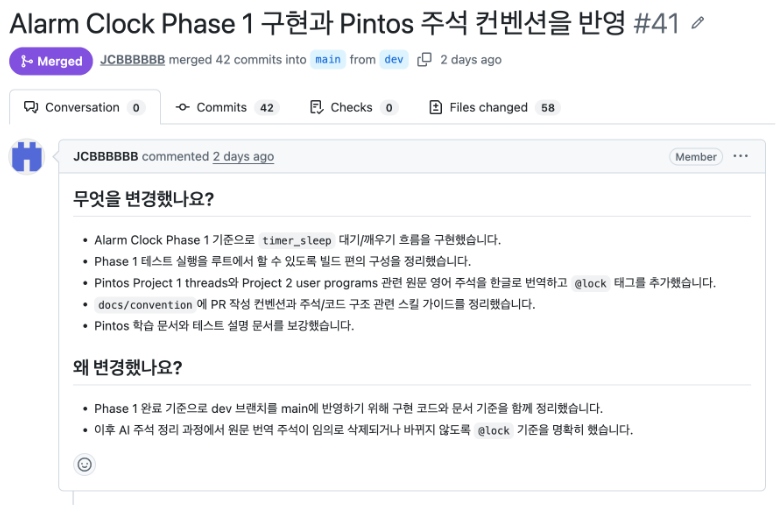 Alarm Clock Phase 1 구현과 Pintos 주석 컨벤션을 반영 #41
Merged JCBBBBBB merged 42 commits into main from dev 2 days ago
Conversation 0 Commits 42 Checks 0 Files changed 58
JCBBBBBB commented 2 days ago Member
무엇을 변경했나요?
• Alarm Clock Phase 1 기준으로 timer_sleep 대기/깨우기 흐름을 구현했습니다.
• Phase 1 테스트 실행을 루트에서 할 수 있도록 빌드 편의 구성을 정리했습니다.
• Pintos Project 1 threads와 Project 2 user programs 관련 원문 영어 주석을 한글로 번역하고 @lock 태그를 추가했습니다.
• docs/convention 에 PR 작성 컨벤션과 주석/코드 구조 관련 스킬 가이드를 정리했습니다.
• Pintos 학습 문서와 테스트 설명 문서를 보강했습니다.
왜 변경했나요?
• Phase 1 완료 기준으로 dev 브랜치를 main에 반영하기 위해 구현 코드와 문서 기준을 함께 정리했습니다.
• 이후 AI 주석 정리 과정에서 원문 번역 주석이 임의로 삭제되거나 바뀌지 않도록 @lock 기준을 명확히 했습니다.